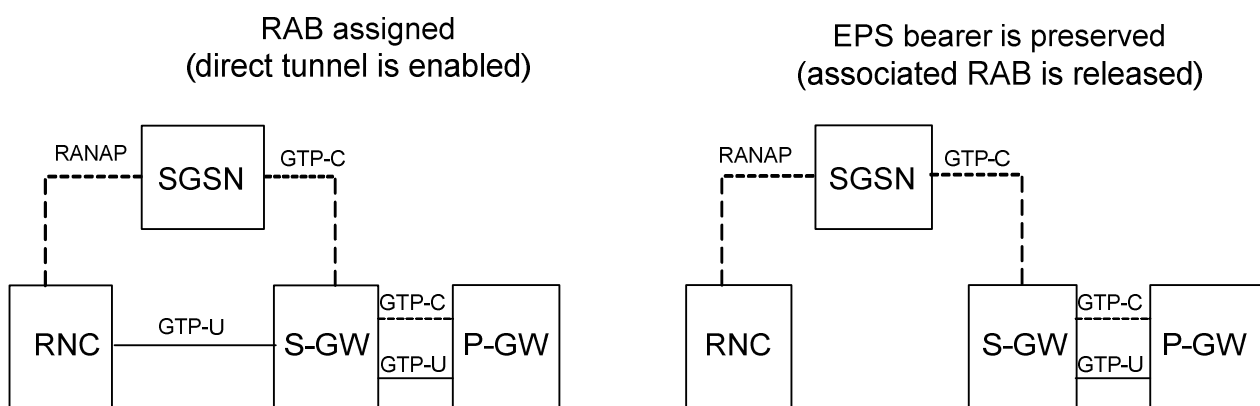 RAB assigned
(direct tunnel is enabled)
RANAP
SGSN
GTP-C
RNC
GTP-U
S-GW
GTP-C
GTP-U
P-GW
EPS bearer is preserved
(associated RAB is released)
RANAP
SGSN
GTP-C
RNC
S-GW
GTP-C
GTP-U
P-GW